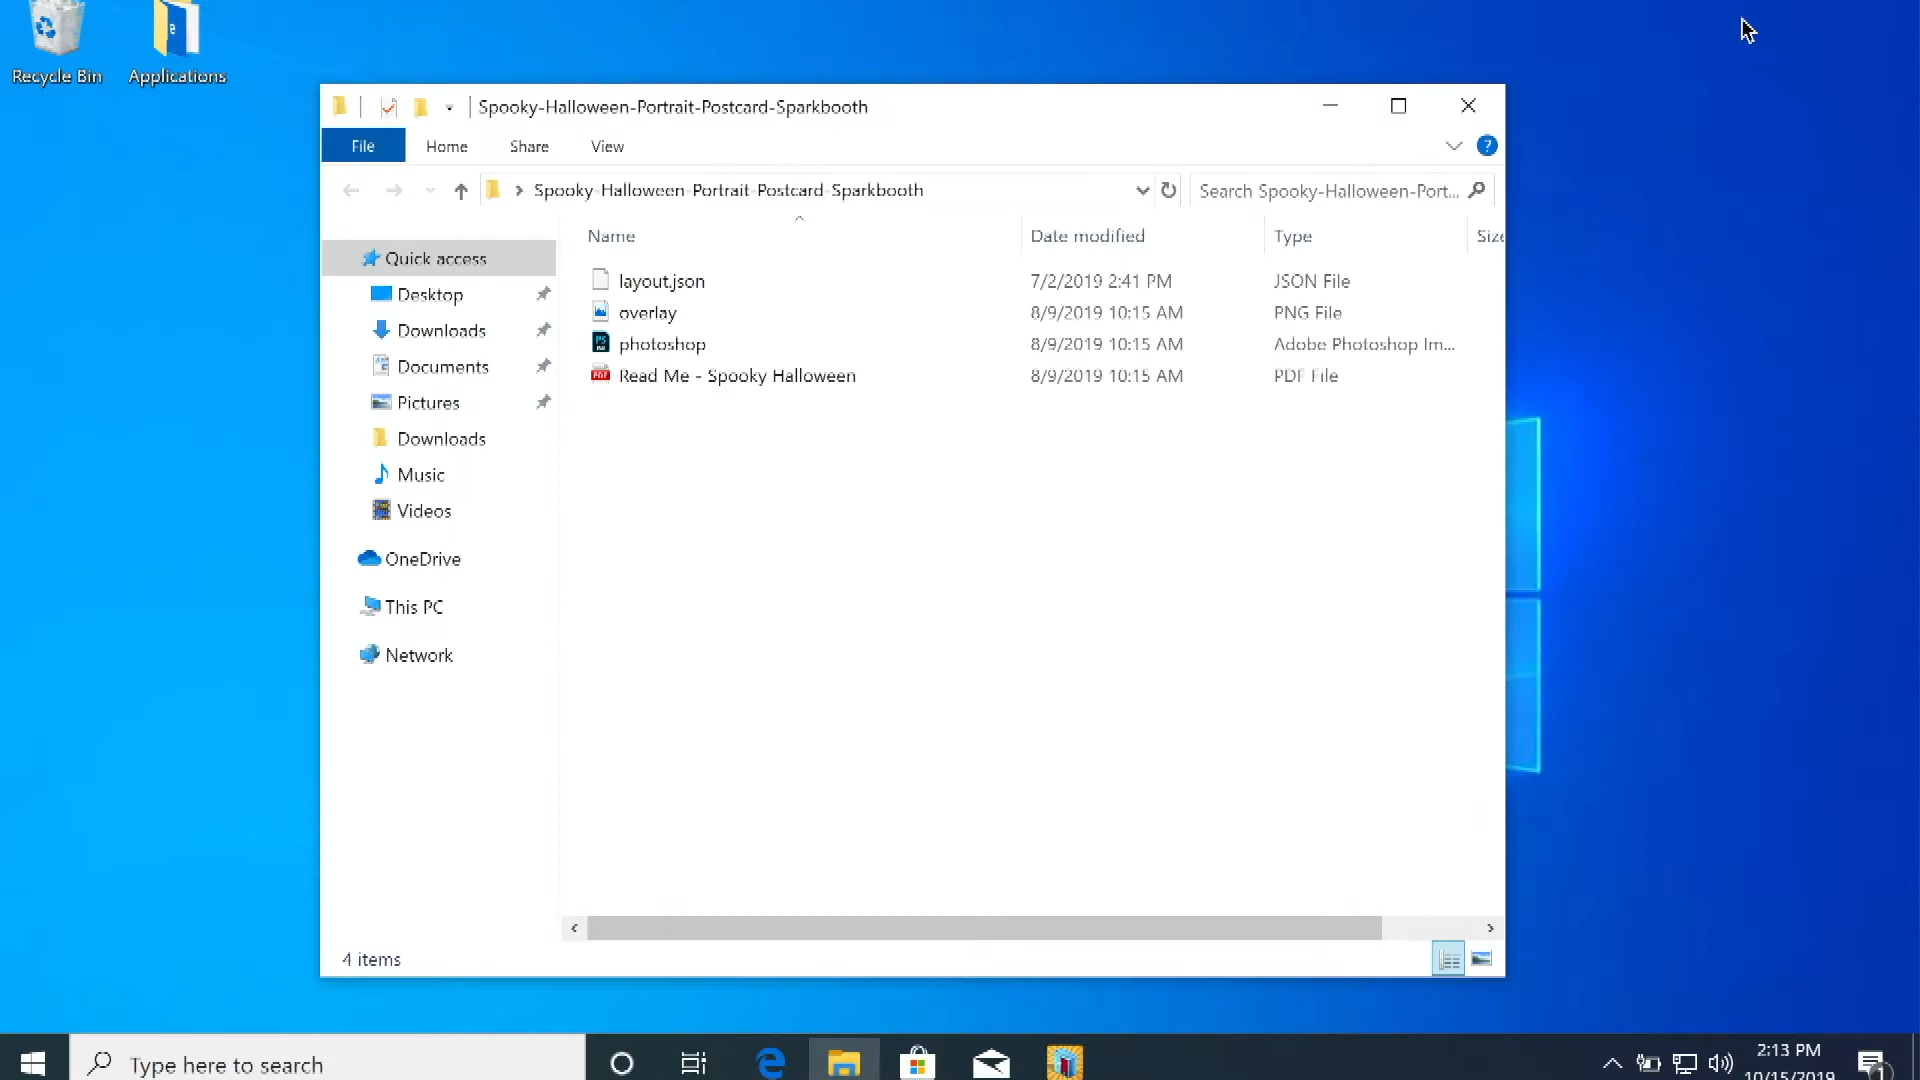 Recycle Bin
Applications
Spooky-Halloween-Portrait-Postcard-Sparkbooth
File
Home
Share
View
?
Spooky-Halloween-Portrait-Postcard-Sparkbooth
Search Spooky-Halloween-Port...
Name
Date modified
Type
Size
layout.json
7/2/2019 2:41 PM
JSON File
overlay
8/9/2019 10:15 AM
PNG File
photoshop
8/9/2019 10:15 AM
Adobe Photoshop Im...
Read Me - Spooky Halloween
8/9/2019 10:15 AM
PDF File
Quick access
Desktop
Downloads
Documents
Pictures
Downloads
Music
Videos
OneDrive
This PC
Network
4 items
Type here to search
2:13 PM
10/15/2019
1